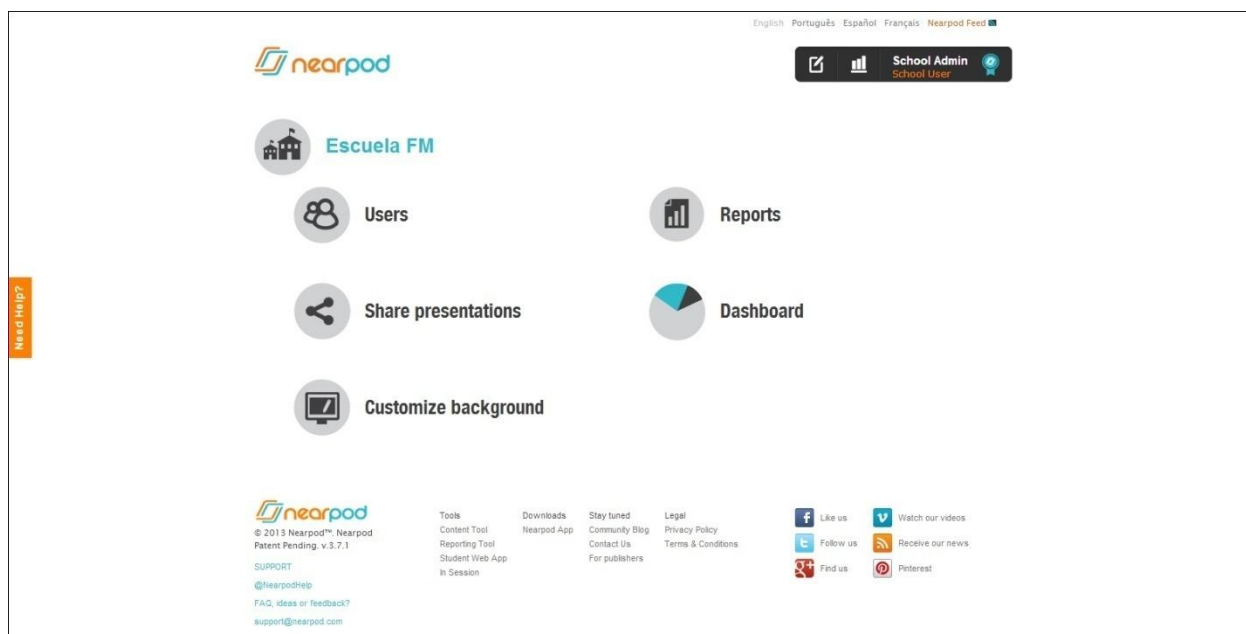 English Português Español Français Nearpod Feed
nearpod
School Admin
School User
Escuela FM
Users
Reports
Share presentations
Dashboard
Customize background
Need Help?
nearpod
© 2013 Nearpod™. Nearpod
Patent Pending. v.3.7.1
SUPPORT
@NearpodHelp
FAQ, ideas or feedback?
support@nearpod.com
Tools
Content Tool
Reporting Tool
Student Web App
In Session
Downloads
Nearpod App
Stay tuned
Community Blog
Contact Us
For publishers
Legal
Privacy Policy
Terms & Conditions
Like us
Watch our videos
Follow us
Receive our news
Find us
Pinterest